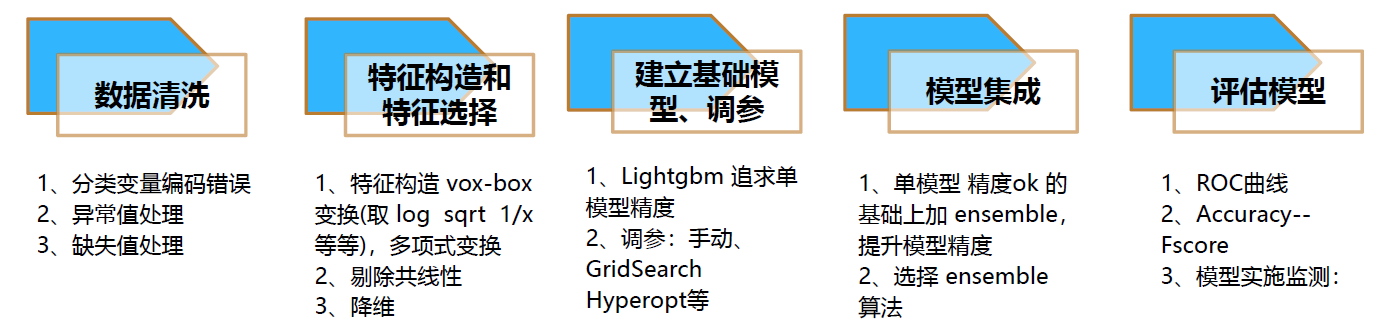 数据清洗
1、分类变量编码错误
2、异常值处理
3、缺失值处理
特征构造和
特征选择
1、特征构造 vox-box
变换(取 log sqrt 1/x
等等)，多项式变换
2、剔除共线性
3、降维
建立基础模
型、调参
1、Lightgbm 追求单
模型精度
2、调参：手动、
GridSearch
Hyperopt等
模型集成
1、单模型 精度ok 的
基础上加 ensemble，
提升模型精度
2、选择 ensemble
算法
评估模型
1、ROC曲线
2、Accuracy--
Fscore
3、模型实施监测：